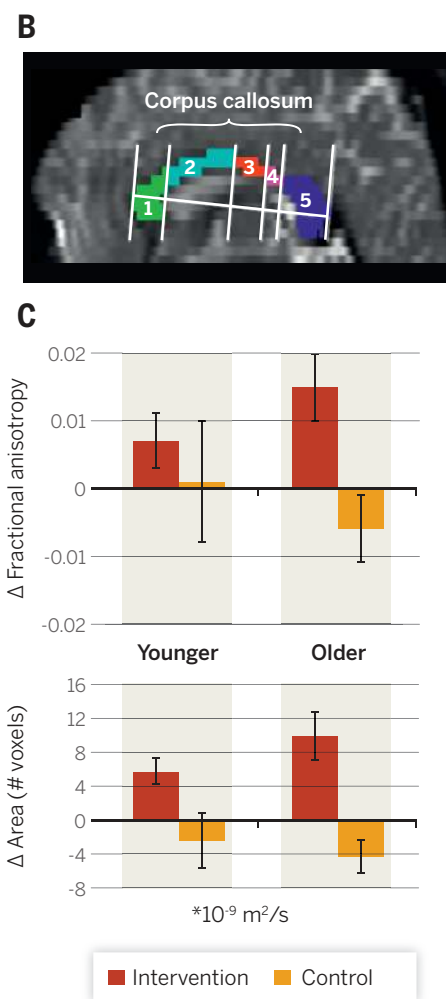 B
Corpus callosum
1 2 3 4 5
C
Δ Fractional anisotropy
0.02
0.01
0
-0.01
-0.02
Younger Older
Δ Area (# voxels)
16
12
8
4
0
-4
-8
*10⁻⁹ m²/s
Intervention Control